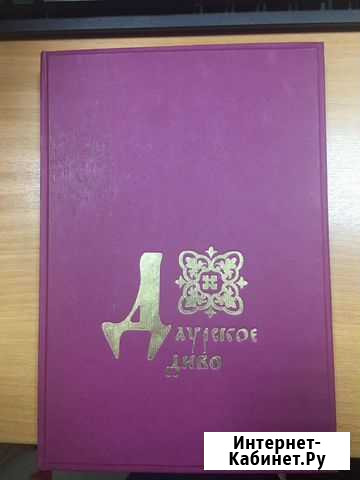 Даурское
диво
Интернет-
Кабинет.Ру